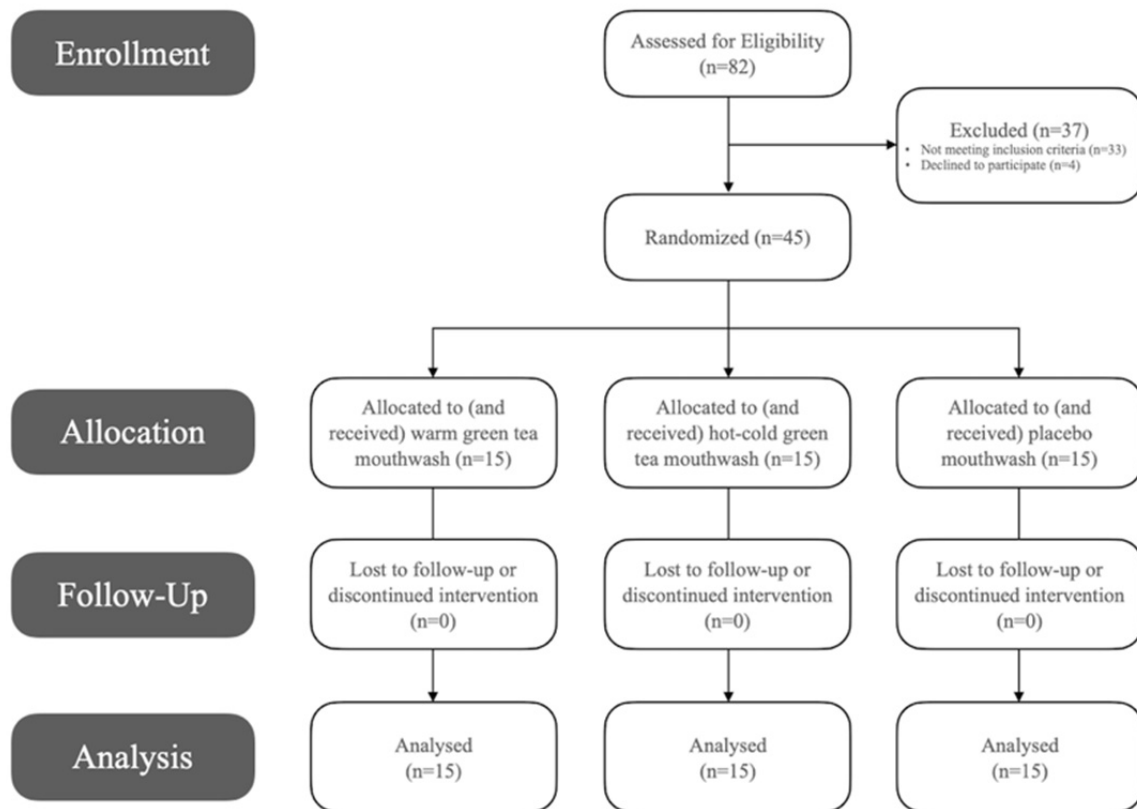 Enrollment
Assessed for Eligibility
(n=82)
Excluded (n=37)
• Not meeting inclusion criteria (n=33)
• Declined to participate (n=4)
Randomized (n=45)
Allocation
Allocated to (and
received) warm green tea
mouthwash (n=15)
Allocated to (and
received) hot-cold green
tea mouthwash (n=15)
Allocated to (and
received) placebo
mouthwash (n=15)
Follow-Up
Lost to follow-up or
discontinued intervention
(n=0)
Lost to follow-up or
discontinued intervention
(n=0)
Lost to follow-up or
discontinued intervention
(n=0)
Analysis
Analysed
(n=15)
Analysed
(n=15)
Analysed
(n=15)